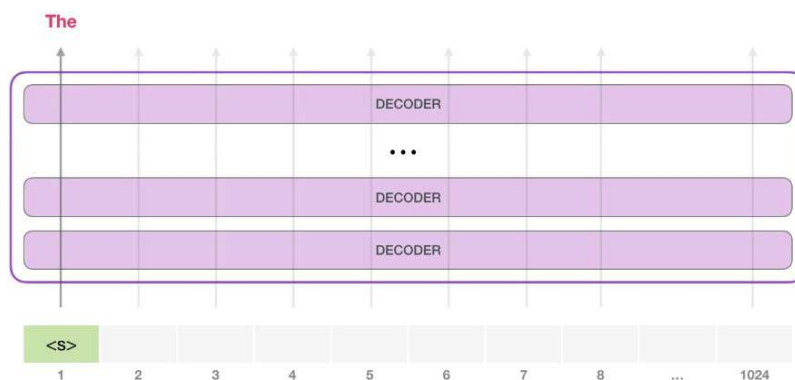 The
DECODER
...
DECODER
DECODER
<s>
1 2 3 4 5 6 7 8 ... 1024